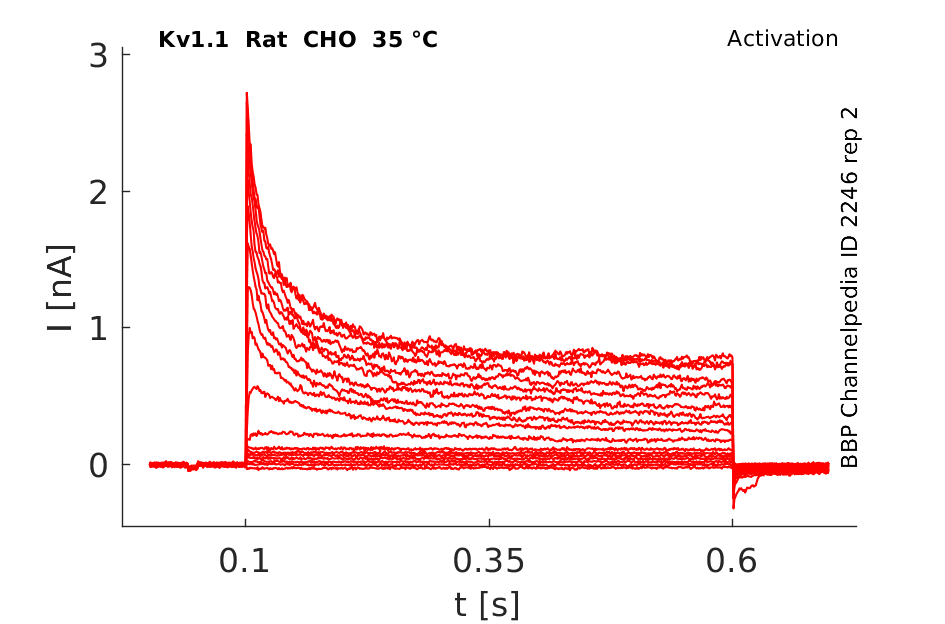 Kv1.1 Rat CHO 35 °C
Activation
3
2
1
0
I [nA]
0.1
0.35
0.6
t [s]
BBP Channelpedia ID 2246 rep 2